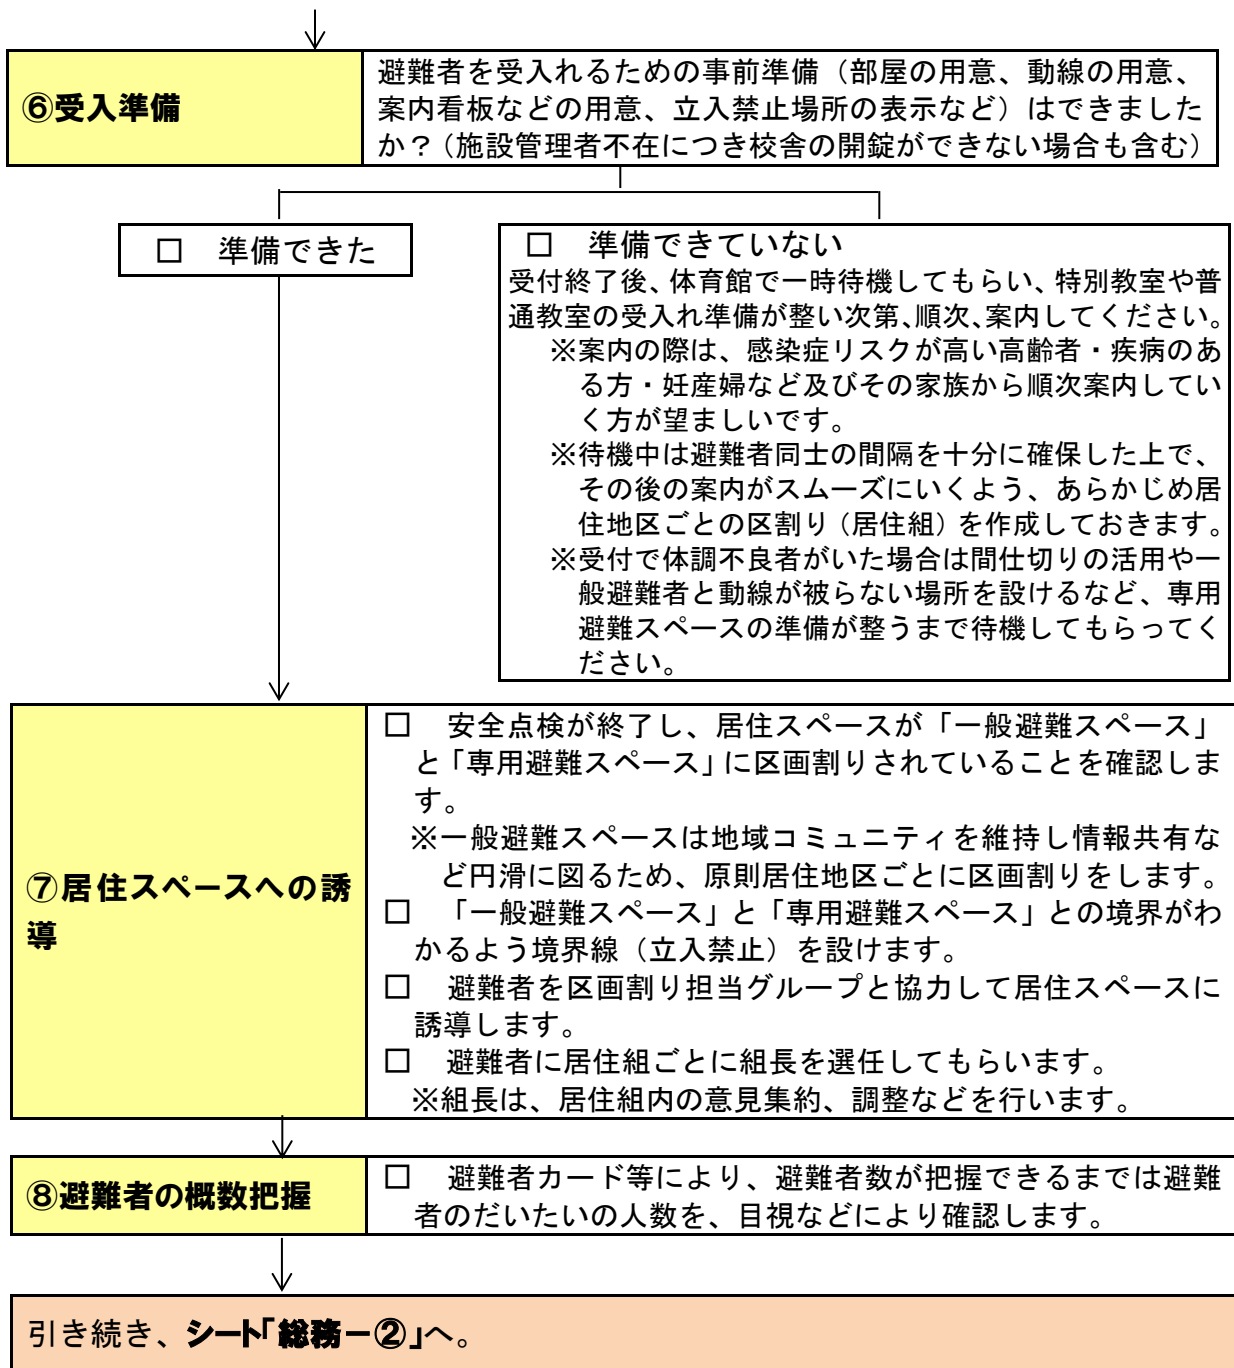 ⑥受入準備
避難者を受入れるための事前準備（部屋の用意、動線の用意、
案内看板などの用意、立入禁止場所の表示など）はできました
か？（施設管理者不在につき校舎の開錠ができない場合も含む）
□　準備できた
□　準備できていない
受付終了後、体育館で一時待機してもらい、特別教室や普
通教室の受入れ準備が整い次第、順次、案内してください。
※案内の際は、感染症リスクが高い高齢者・疾病のあ
る方・妊産婦など及びその家族から順次案内してい
く方が望ましいです。
※待機中は避難者同士の間隔を十分に確保した上で、
その後の案内がスムーズにいくよう、あらかじめ居
住地区ごとの区割り（居住組）を作成しておきます。
※受付で体調不良者がいた場合は間仕切りの活用や一
般避難者と動線が被らない場所を設けるなど、専用
避難スペースの準備が整うまで待機してもらってく
ださい。
⑦居住スペースへの誘
導
□　安全点検が終了し、居住スペースが「一般避難スペース」
と「専用避難スペース」に区画割りされていることを確認しま
す。
※一般避難スペースは地域コミュニティを維持し情報共有な
ど円滑に図るため、原則居住地区ごとに区画割りをします。
□　「一般避難スペース」と「専用避難スペース」との境界がわ
かるよう境界線（立入禁止）を設けます。
□　避難者を区画割り担当グループと協力して居住スペースに
誘導します。
□　避難者に居住組ごとに組長を選任してもらいます。
※組長は、居住組内の意見集約、調整などを行います。
⑧避難者の概数把握
□　避難者カード等により、避難者数が把握できるまでは避難
者のだいたいの人数を、目視などにより確認します。
引き続き、シート「総務－②」へ。